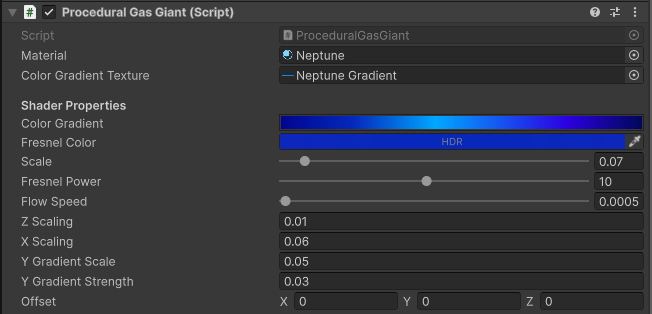 Procedural Gas Giant (Script)
Script ProceduralGasGiant
Material Neptune
Color Gradient Texture Neptune Gradient
Shader Properties
Color Gradient
Fresnel Color HDR
Scale 0.07
Fresnel Power 10
Flow Speed 0.0005
Z Scaling 0.01
X Scaling 0.06
Y Gradient Scale 0.05
Y Gradient Strength 0.03
Offset X 0 Y 0 Z 0